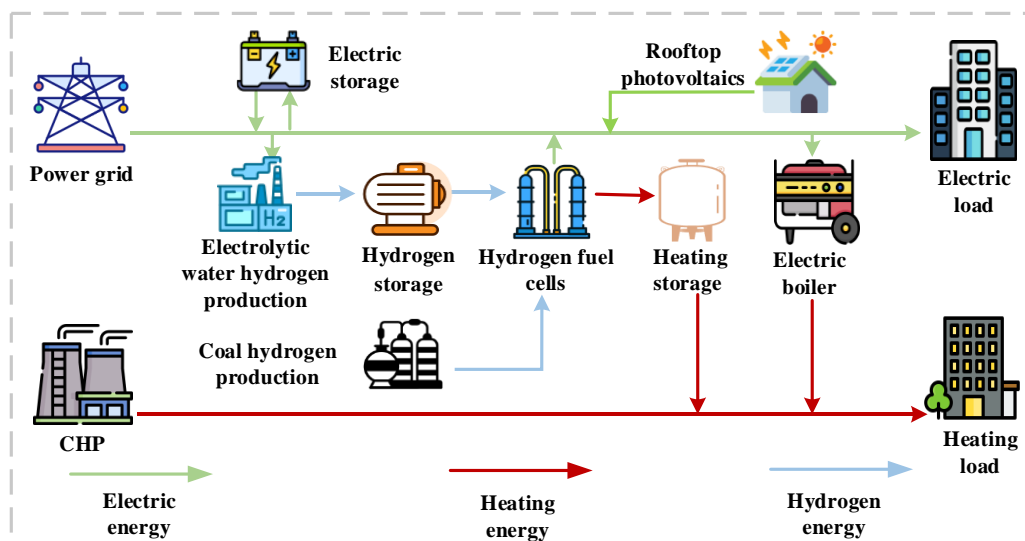 Electric
storage
Rooftop
photovoltaics
Power grid
Electric
load
H2
Electrolytic
water hydrogen
production
Hydrogen
storage
Hydrogen fuel
cells
Heating
storage
Electric
boiler
Coal hydrogen
production
CHP
Heating
load
Electric
energy
Heating
energy
Hydrogen
energy